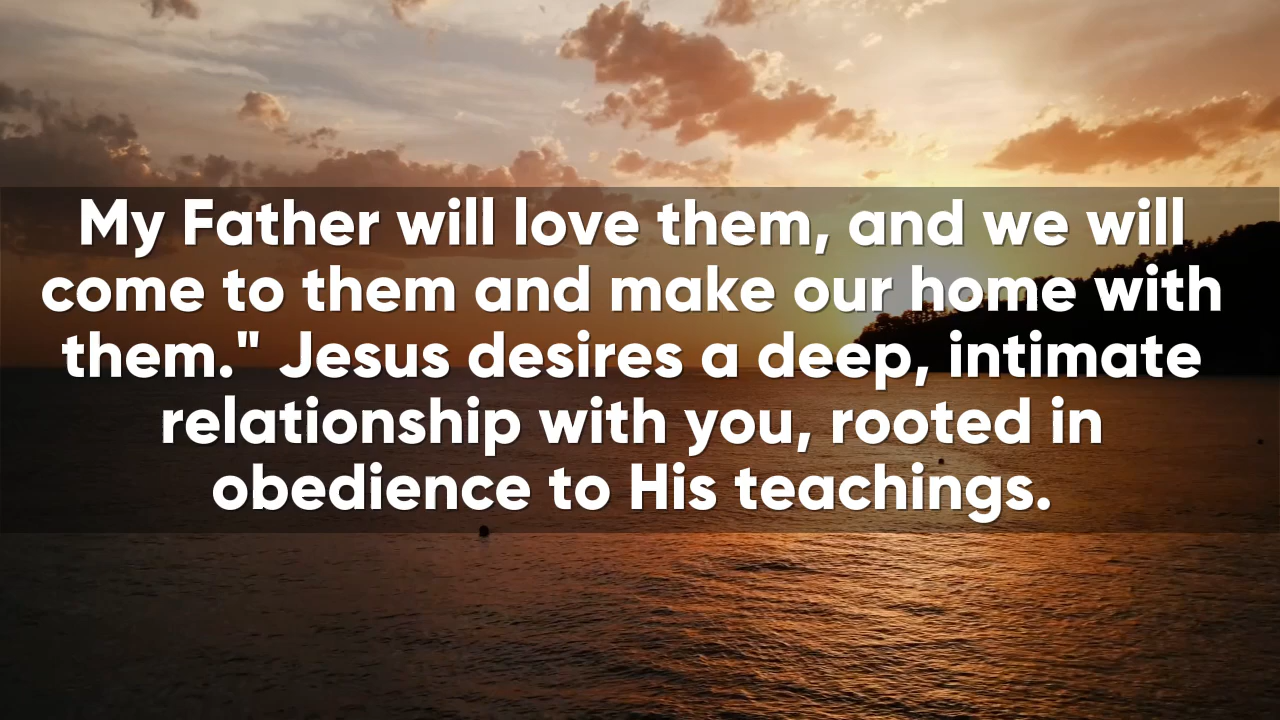 My Father will love them, and we will
come to them and make our home with
them." Jesus desires a deep, intimate
relationship with you, rooted in
obedience to His teachings.